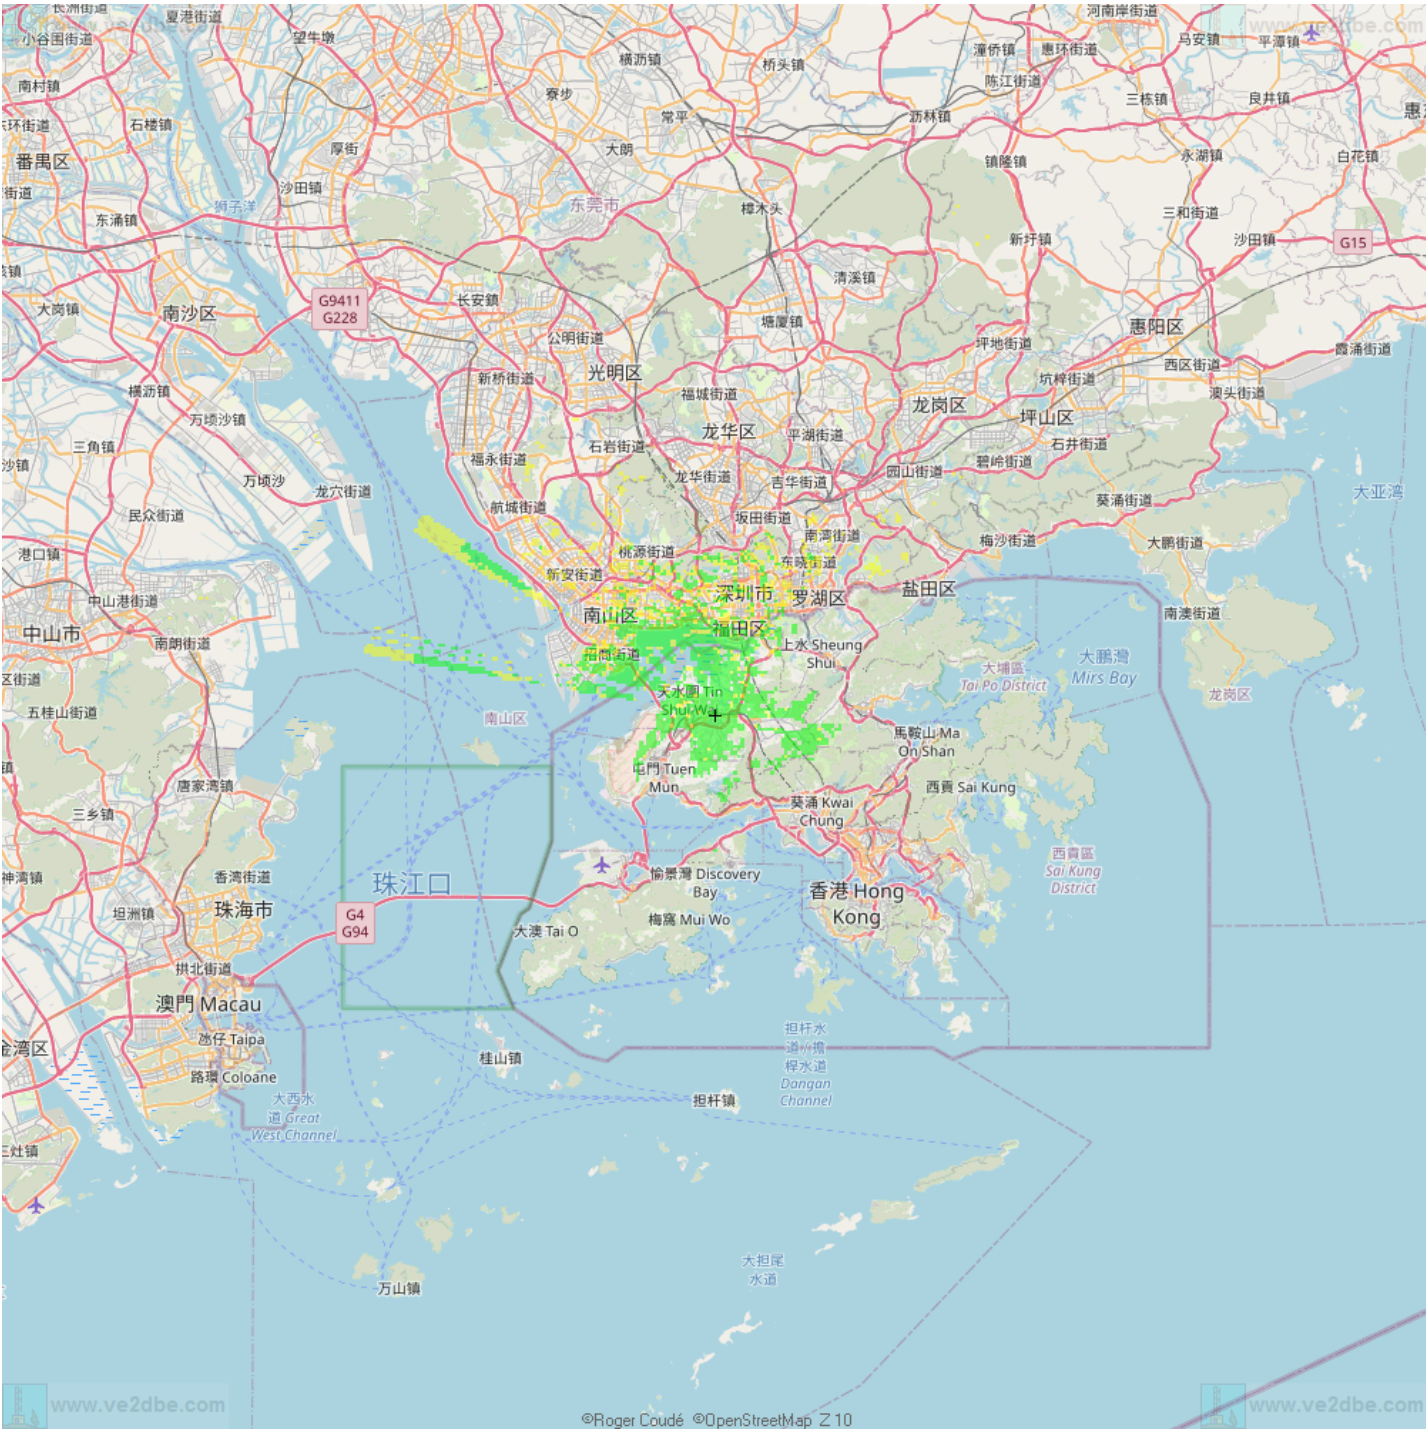 长洲街道
夏港街道
河南岸街道
小谷围街道
望牛墩
www.ve2dbe.com
马安镇
平潭镇
潼侨镇
惠环街道
横沥镇
桥头镇
陈江街道
南村镇
寮步
三栋镇
良井镇
石楼镇
常平
沥林镇
厚街
大朗
番禺区
镇隆镇
永湖镇
白花镇
沙田镇
狮子洋
东莞市
樟木头
东涌镇
三和街道
新圩镇
沙田镇
G15
清溪镇
大岗镇
南沙区
G9411
G228
长安镇
塘厦镇
惠阳区
公明街道
坪地街道
霞涌街道
光明区
新桥街道
坑梓街道
西区街道
横沥镇
福城街道
龙岗区
澳头街道
万顷沙镇
坪山区
三角镇
石岩街道
龙华区
平湖街道
石井街道
福永街道
碧岭街道
万顷沙
龙华街道
吉华街道
园山街道
龙穴街道
大亚湾
民众街道
航城街道
坂田街道
葵涌街道
港口镇
桃源街道
南湾街道
梅沙街道
大鹏街道
东晓街道
新安街道
中山港街道
深圳市
罗湖区
盐田区
南山区
南澳街道
中山市
南朗街道
福田区
招商街道
上水 Sheung
Shui
大埔區
Tai Po District
大鹏灣
Mirs Bay
天水圍 Tin
Shui Wai
龙岗区
五桂山街道
南山区
馬鞍山 Ma
On Shan
屯門 Tuen
Mun
唐家湾镇
西貢 Sai Kung
三乡镇
葵涌 Kwai
Chung
西貢區
Sai Kung
District
神湾镇
香湾街道
珠江口
愉景灣 Discovery
Bay
香港 Hong
Kong
坦洲镇
珠海市
G4
G94
大澳 Tai O
梅窩 Mui Wo
拱北街道
澳門 Macau
氹仔 Taipa
金湾区
桂山镇
担杆水
道 / 擔
桿水道
Dangan
Channel
路環 Coloane
大西水
道 Great
West Channel
担杆镇
三灶镇
大担尾
水道
万山镇
www.ve2dbe.com
www.ve2dbe.com
©Roger Coudé ©OpenStreetMap Z 10